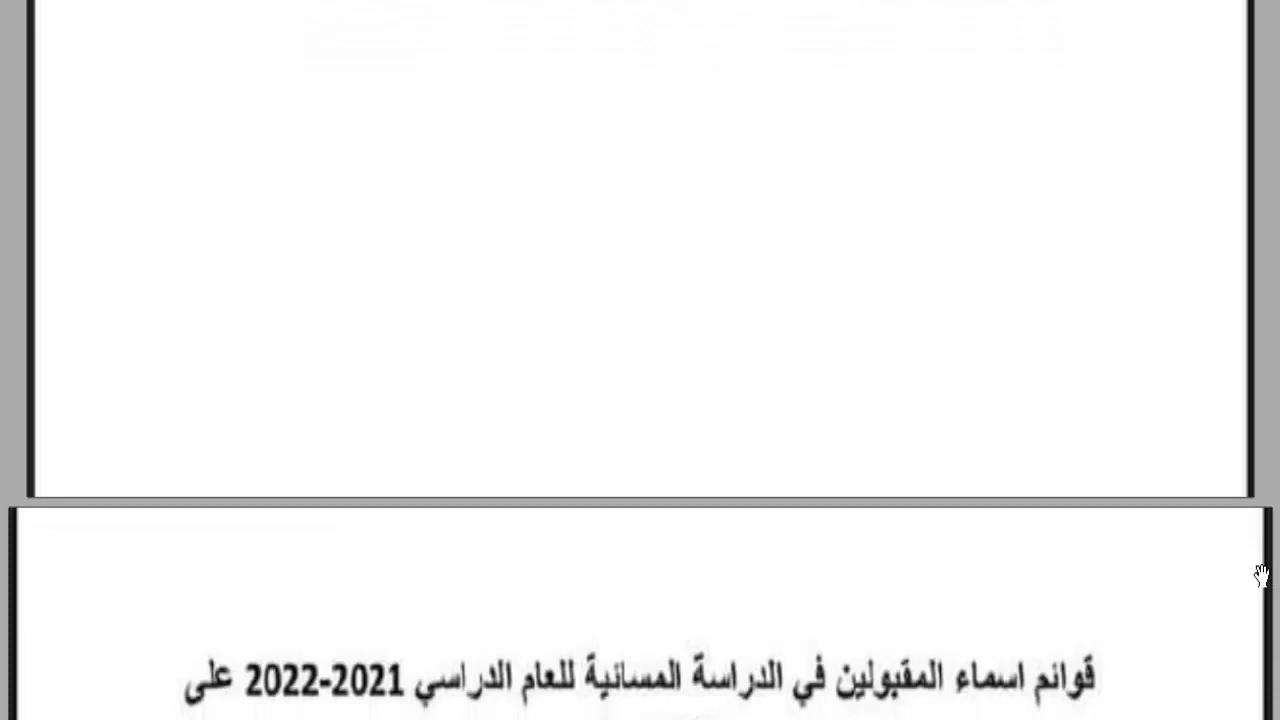 قوائم اسماء المقبولين في الدراسة المسائية للعام الدراسي 2021-2022 على